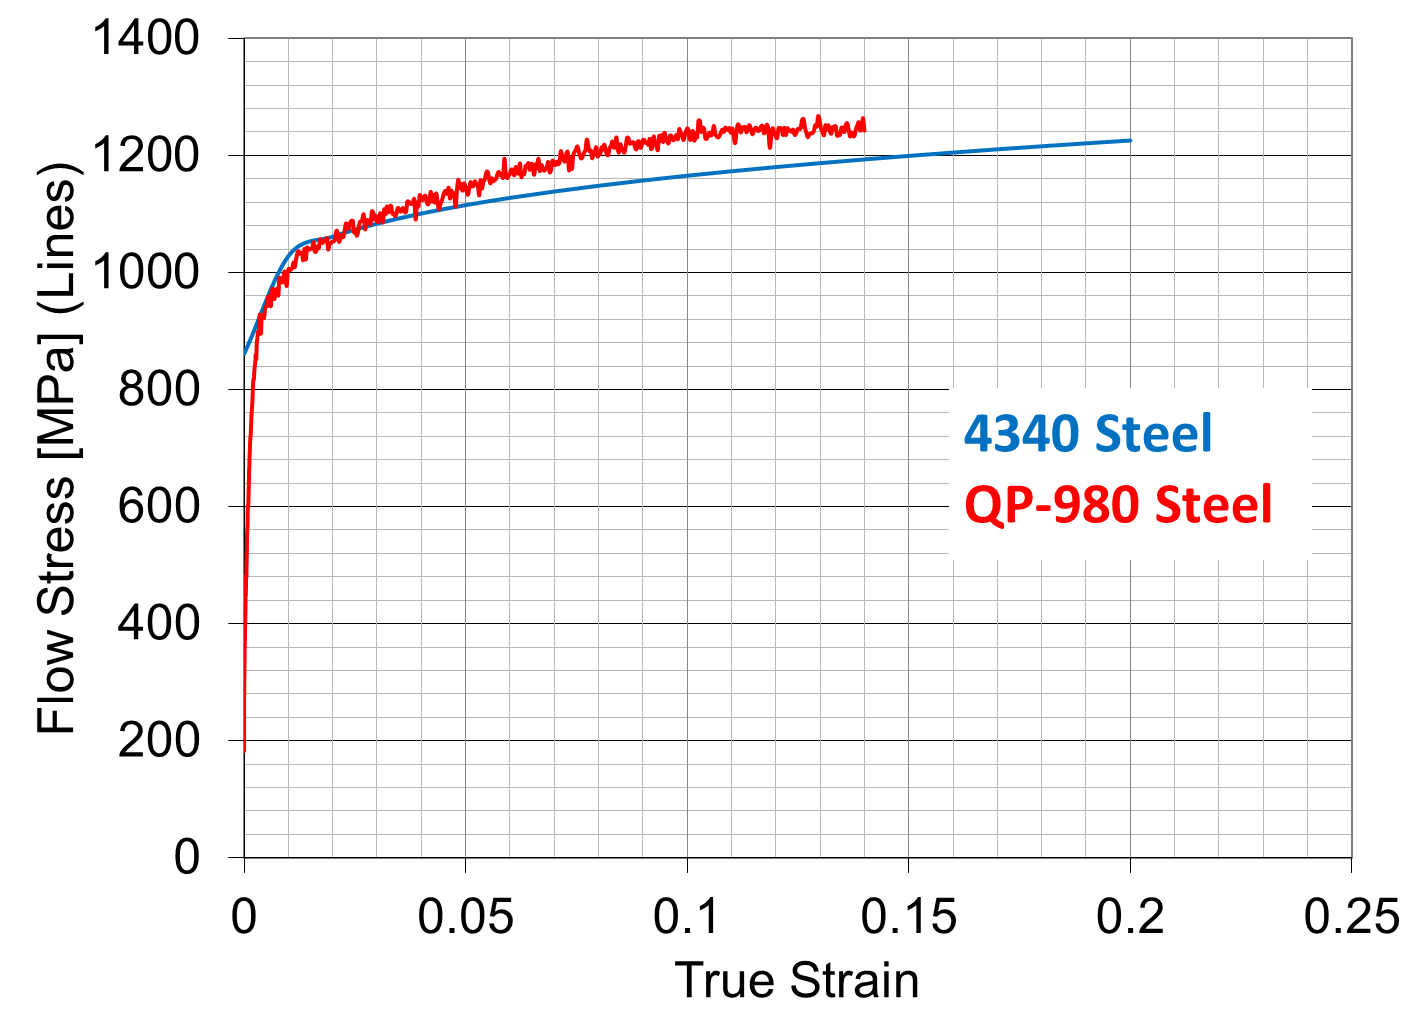 Flow Stress [MPa] (Lines)
1400
1200
1000
800
600
400
200
0
4340 Steel
QP-980 Steel
0 0.05 0.1 0.15 0.2 0.25
True Strain